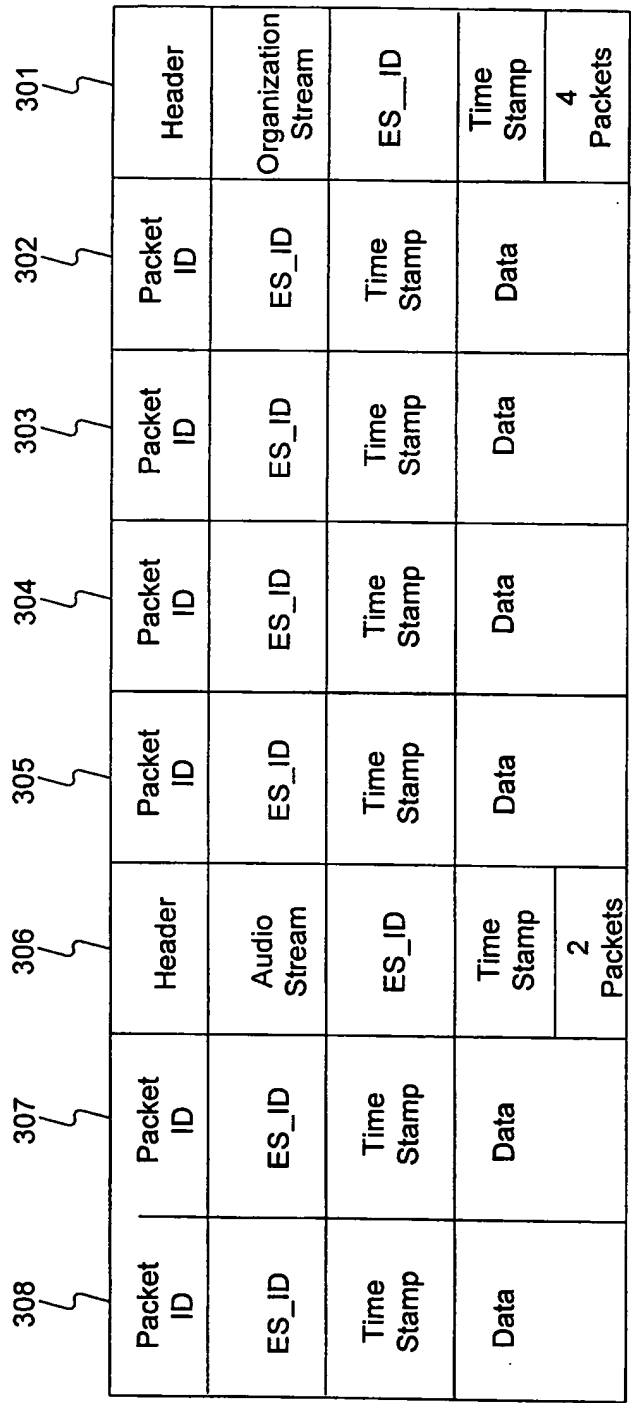 308 307 306 305 304 303 302 301
Packet ID Packet ID Header Packet ID Packet ID Packet ID Packet ID Header
ES_ID ES_ID Audio Stream ES_ID ES_ID ES_ID ES_ID Organization Stream
Time Stamp Time Stamp ES_ID Time Stamp Time Stamp Time Stamp Time Stamp ES_ID
Data Data Time Stamp Data Data Data Data Time Stamp
2 Packets 4 Packets